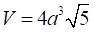 V = 4a³√5